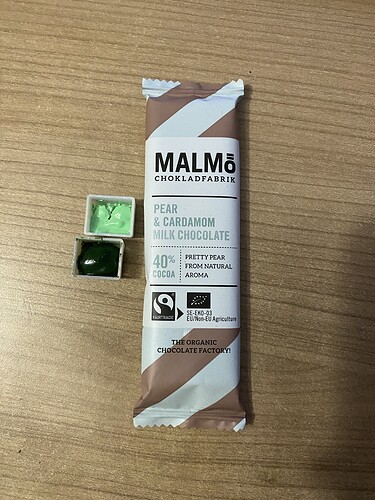 MALMÖ
CHOKLADFABRIK
PEAR
& CARDAMOM
MILK CHOCOLATE
40%
COCOA
PRETTY PEAR
FROM NATURAL
AROMA
FAIRTRADE
SE-EKO-03
EU/Non-EU Agriculture
THE ORGANIC
CHOCOLATE FACTORY!